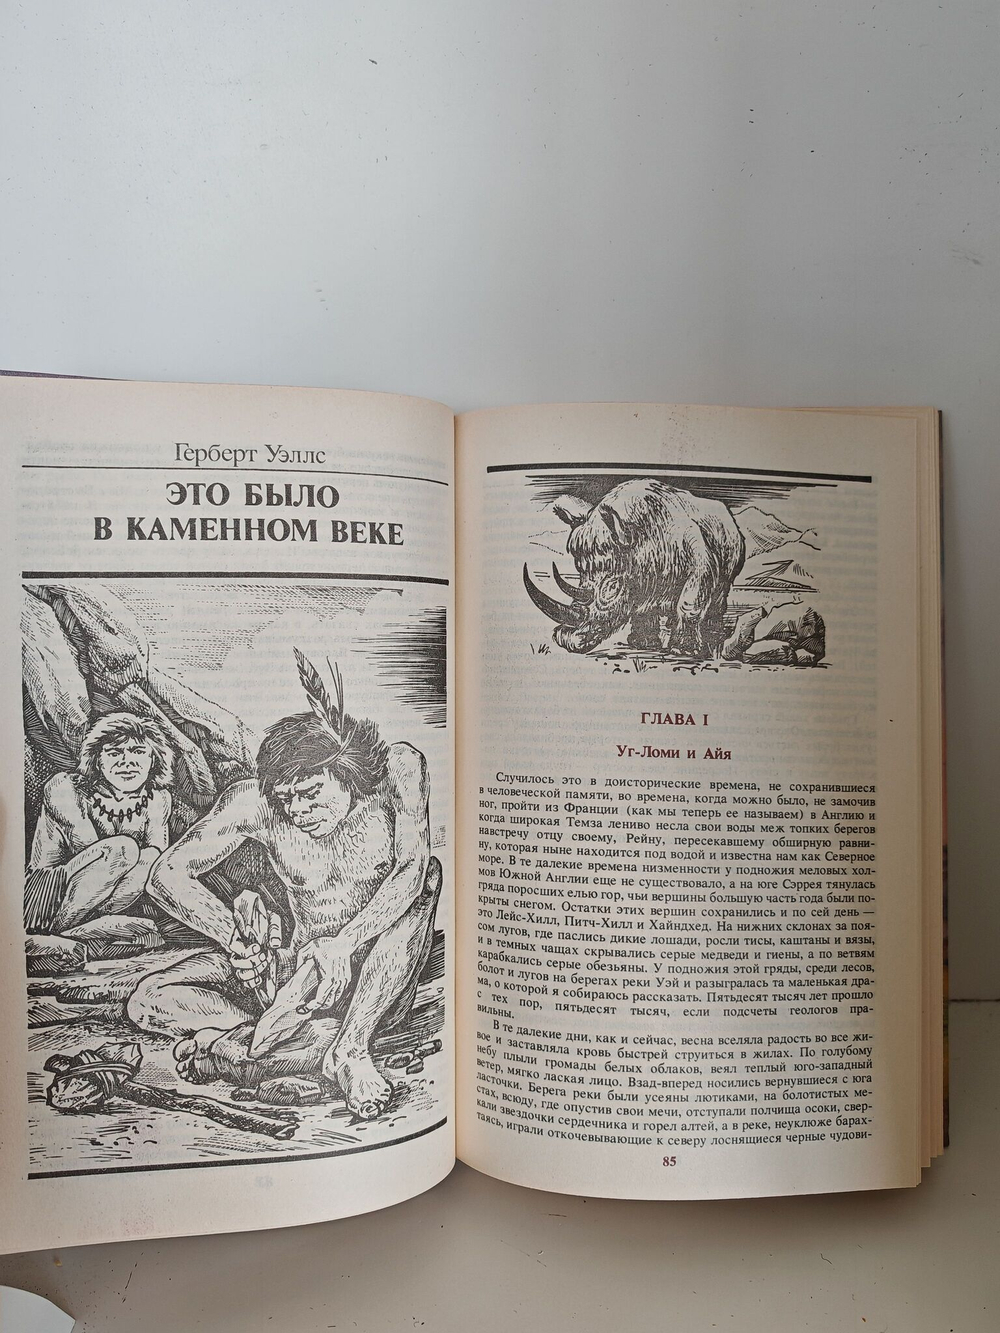 Герберт Уэллс
ЭТО БЫЛО
В КАМЕННОМ ВЕКЕ
ГЛАВА I
Уг-Ломи и Айя
Случилось это в доисторические времена, не сохранившиеся
в человеческой памяти, во времена, когда можно было, не замочив
ног, пройти из Франции (как мы теперь ее называем) в Англию и
когда широкая Темза лениво несла свои воды меж топких берегов
навстречу отцу своему, Рейну, пересекавшему обширную равни-
ну, которая ныне находится под водой и известна нам как Северное
море. В те далекие времена низменности у подножия меловых хол-
мов Южной Англии еще не существовало, а на юге Сэррея тянулась
гряда поросших елью гор, чьи вершины большую часть года были по-
крыты снегом. Остатки этих вершин сохранились и по сей день —
это Лейс-Хилл, Питч-Хилл и Хайндхед. На нижних склонах за поя-
сом лугов, где паслись дикие лошади, росли тисы, каштаны и вязы,
и в темных чащах скрывались серые медведи и гиены, а по ветвям
карабкались серые обезьяны. У подножия этой гряды, среди лесов,
болот и лугов на берегах реки Уэй и разыгралась та маленькая дра-
ма, о которой я собираюсь рассказать. Пятьдесят тысяч лет прошло
с тех пор, пятьдесят тысяч, если подсчеты геологов пра-
вильны.
В те далекие дни, как и сейчас, весна вселяла радость во все жи-
вое и заставляла кровь быстрей струиться в жилах. По голубому
небу плыли громады белых облаков, веял теплый юго-западный
ветер, мягко лаская лицо. Взад-вперед носились вернувшиеся с юга
ласточки. Берега реки были усеяны лютиками, на болотистых ме-
стах, всюду, где опустив свои мечи, отступали полчища осоки, свер-
кали звездочки сердечника и горел алтей, а в реке, неуклюже барах-
таясь, играли откочевывающие к северу лоснящиеся черные чудови-
85